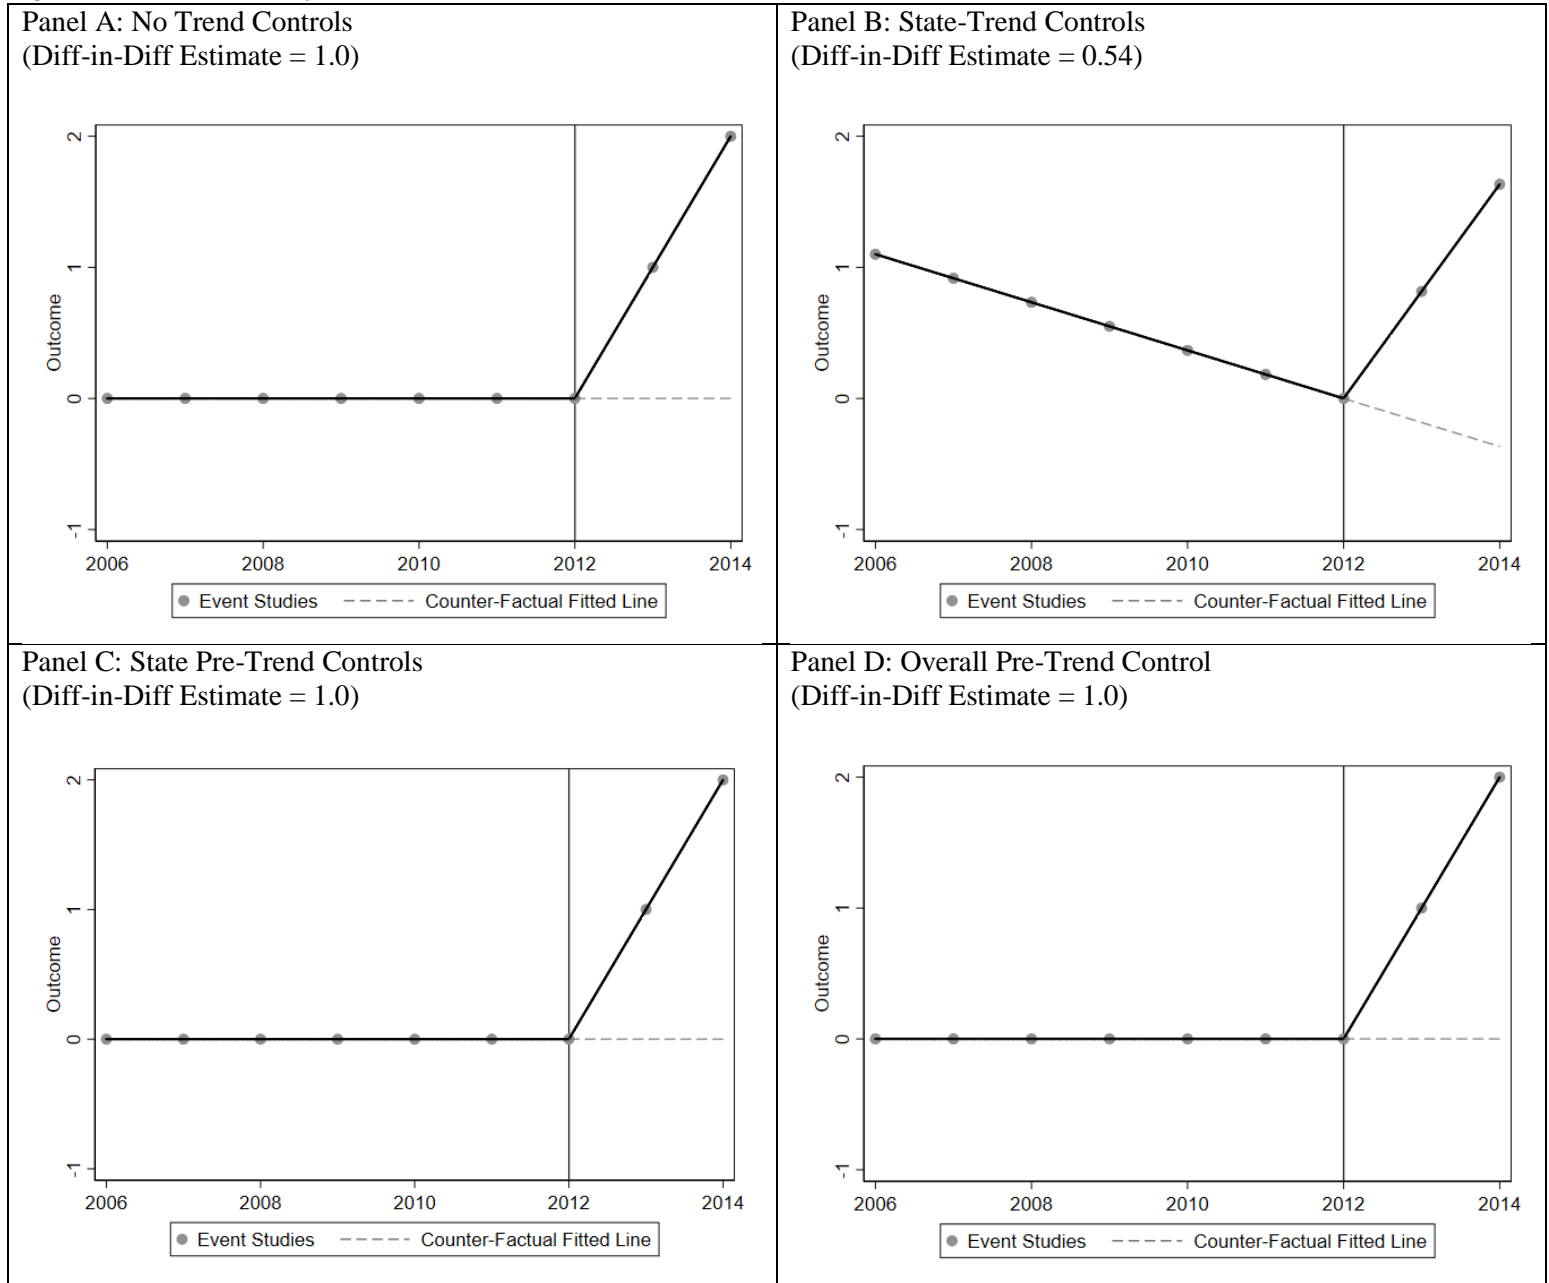 Panel A: No Trend Controls
(Diff-in-Diff Estimate = 1.0)
2
1
0
-1
Outcome
2006 2008 2010 2012 2014
Event Studies Counter-Factual Fitted Line
Panel B: State-Trend Controls
(Diff-in-Diff Estimate = 0.54)
2
1
0
-1
Outcome
2006 2008 2010 2012 2014
Event Studies Counter-Factual Fitted Line
Panel C: State Pre-Trend Controls
(Diff-in-Diff Estimate = 1.0)
2
1
0
-1
Outcome
2006 2008 2010 2012 2014
Event Studies Counter-Factual Fitted Line
Panel D: Overall Pre-Trend Control
(Diff-in-Diff Estimate = 1.0)
2
1
0
-1
Outcome
2006 2008 2010 2012 2014
Event Studies Counter-Factual Fitted Line